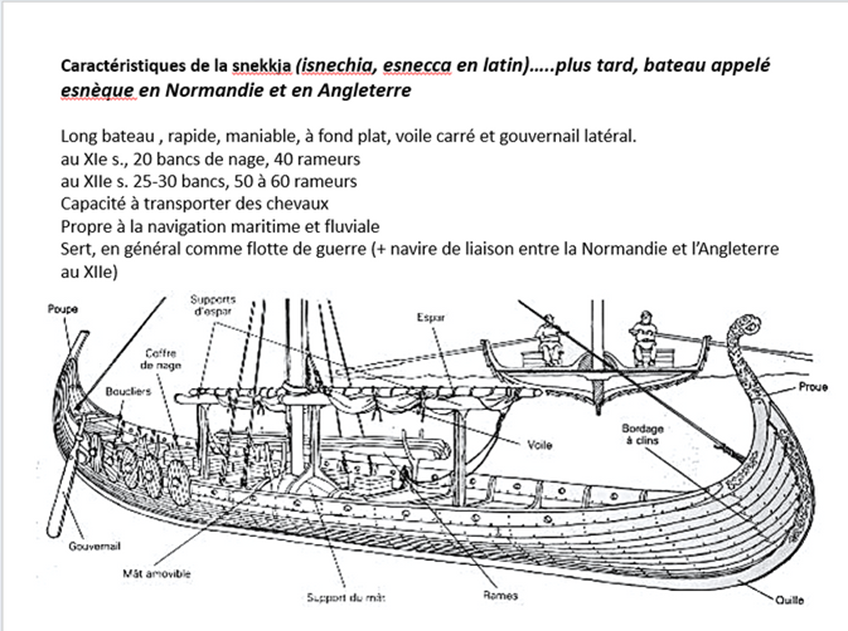 Caractéristiques de la snekkja (isnechia, esnecca en latin)…..plus tard, bateau appelé
esnèque en Normandie et en Angleterre
Long bateau , rapide, maniable, à fond plat, voile carré et gouvernail latéral.
au XIe s., 20 bancs de nage, 40 rameurs
au XIIe s. 25-30 bancs, 50 à 60 rameurs
Capacité à transporter des chevaux
Propre à la navigation maritime et fluviale
Sert, en général comme flotte de guerre (+ navire de liaison entre la Normandie et l’Angleterre
au XIIe)
Poupe
Supports
d'espar
Espar
Coffre
de nage
Boucliers
Proue
Bordage
à clins
Voile
Gouvernail
Mât amovible
Support du mât
Rames
Quille